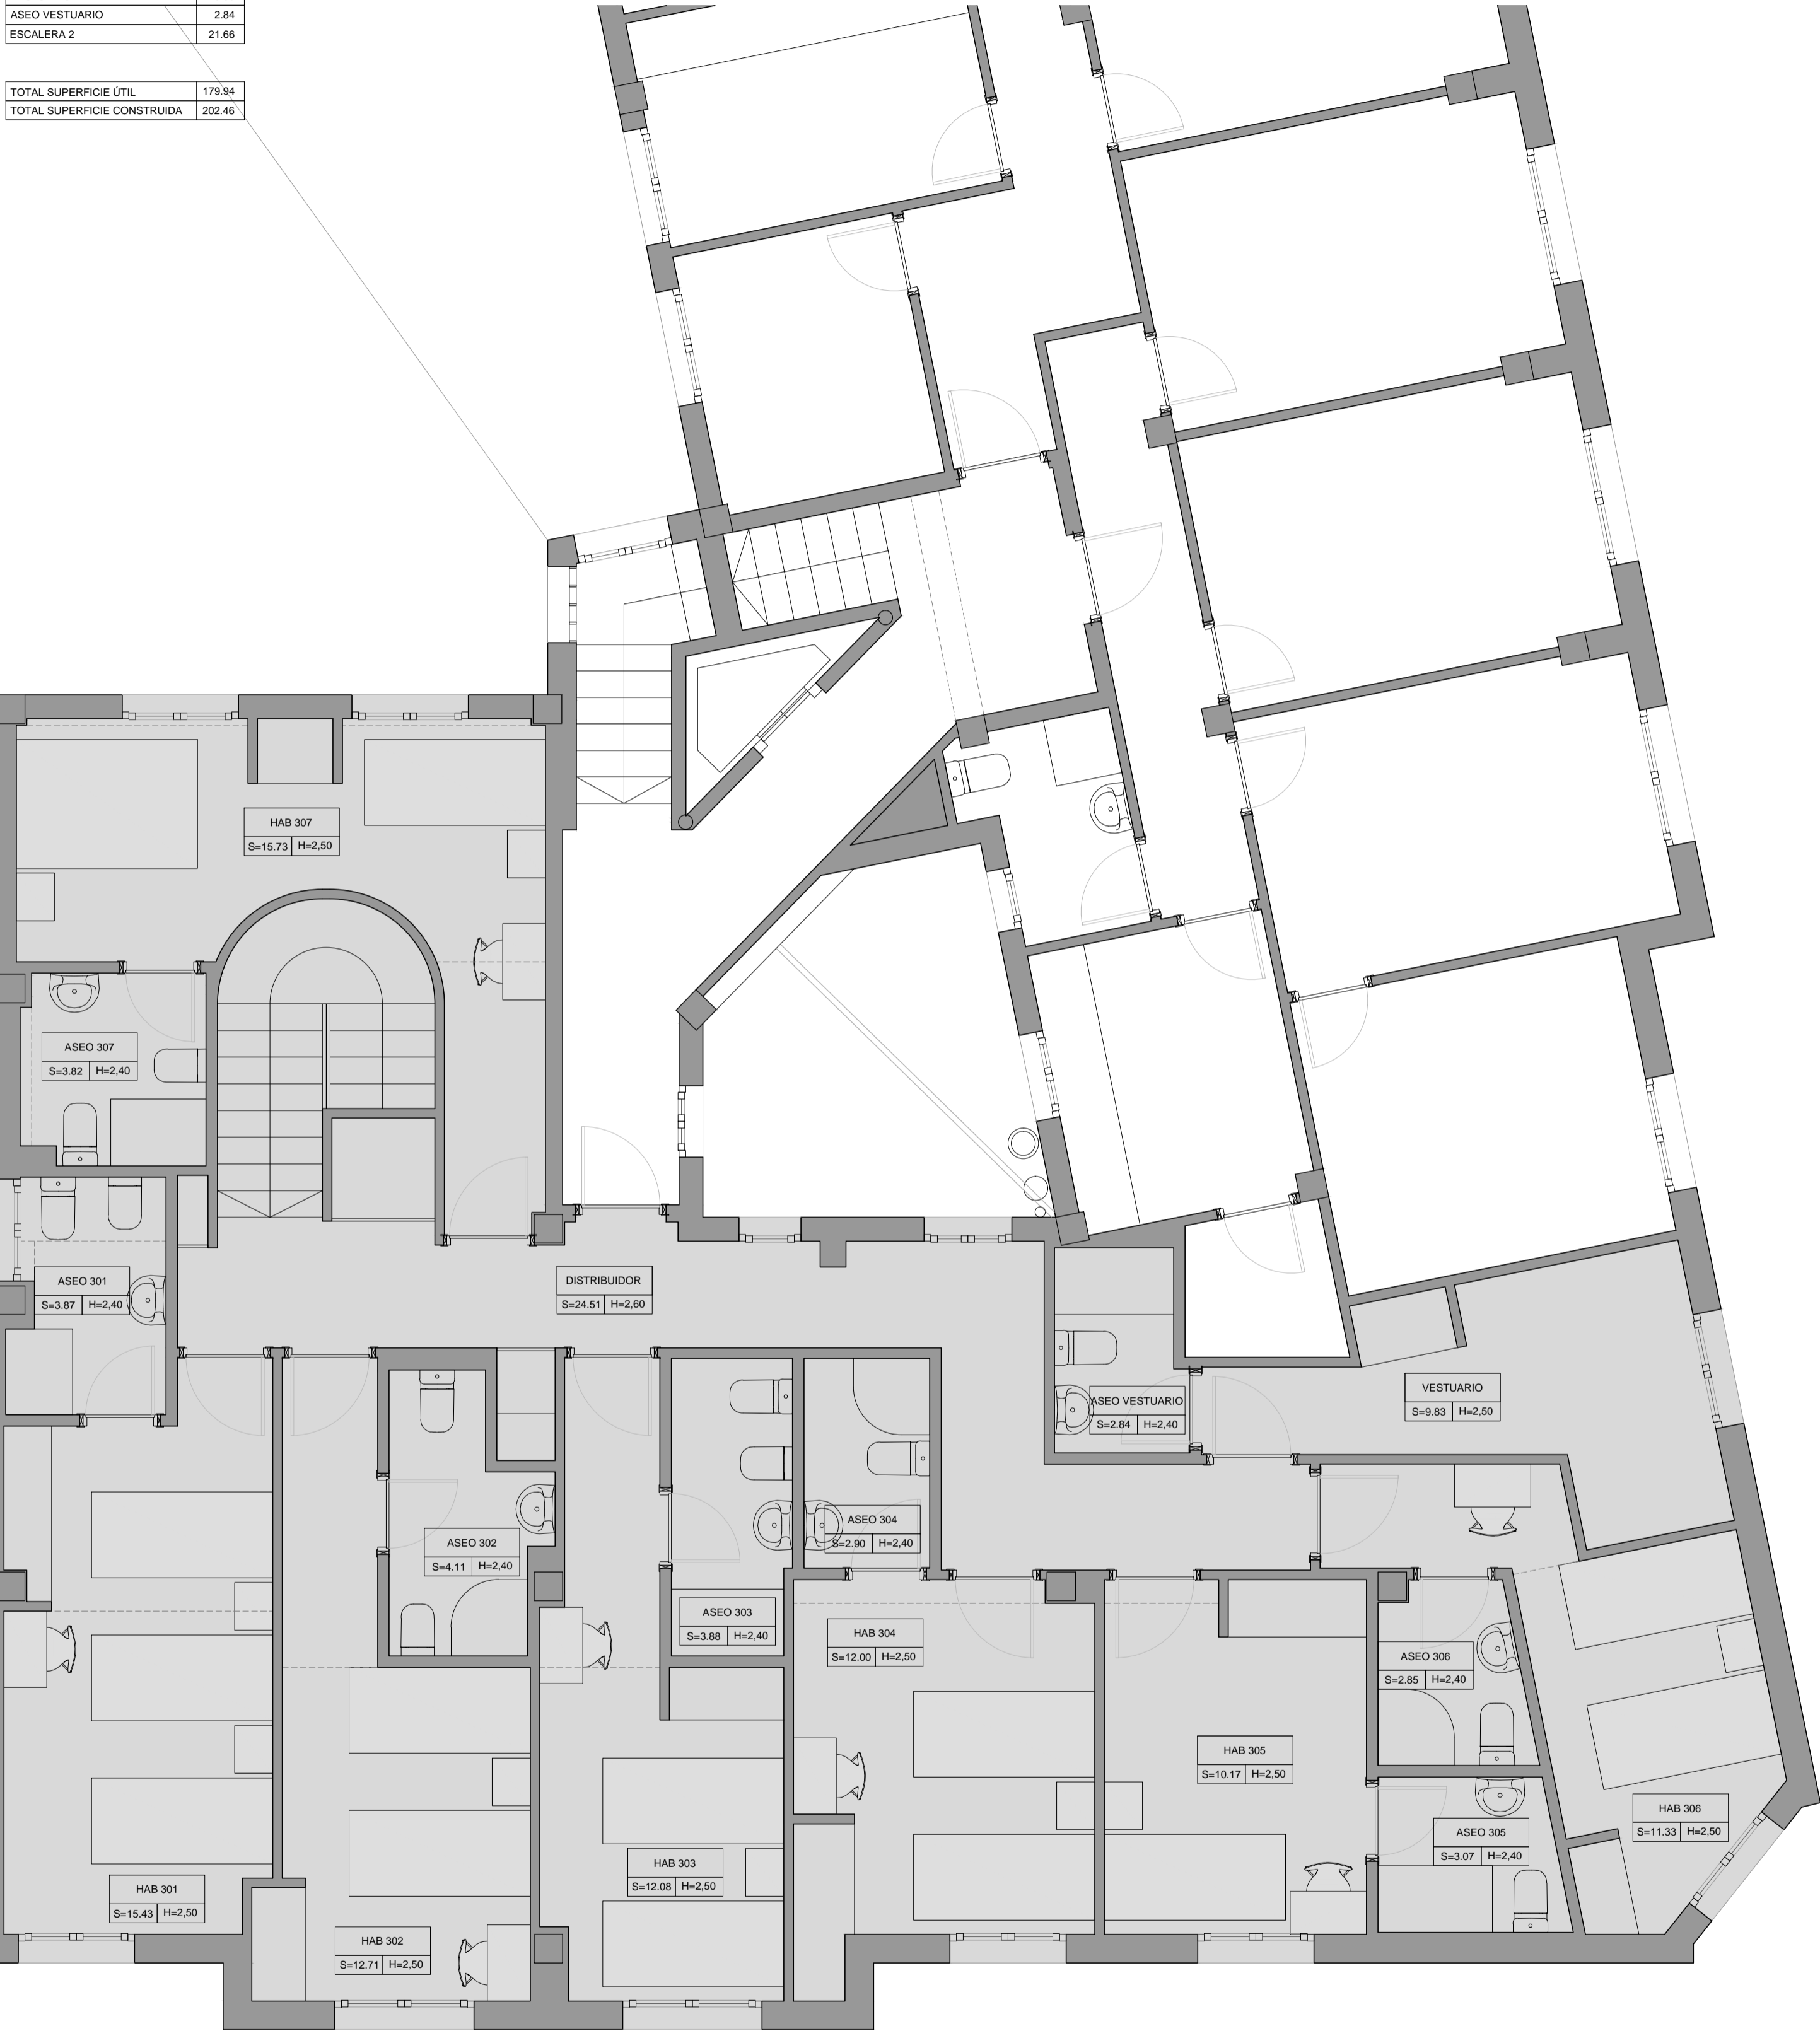 ASEO VESTUARIO 2.84
ESCALERA 2 21.66
TOTAL SUPERFICIE ÚTIL 179.94
TOTAL SUPERFICIE CONSTRUIDA 202.46
HAB 307
S=15.73 H=2,50
ASEO 307
S=3.82 H=2,40
ASEO 301
S=3.87 H=2,40
DISTRIBUIDOR
S=24.51 H=2,60
ASEO VESTUARIO
S=2.84 H=2,40
VESTUARIO
S=9.83 H=2,50
ASEO 302
S=4.11 H=2,40
ASEO 304
S=2.90 H=2,40
ASEO 303
S=3.88 H=2,40
HAB 304
S=12.00 H=2,50
ASEO 306
S=2.85 H=2,40
HAB 305
S=10.17 H=2,50
HAB 306
S=11.33 H=2,50
ASEO 305
S=3.07 H=2,40
HAB 303
S=12.08 H=2,50
HAB 301
S=15.43 H=2,50
HAB 302
S=12.71 H=2,50